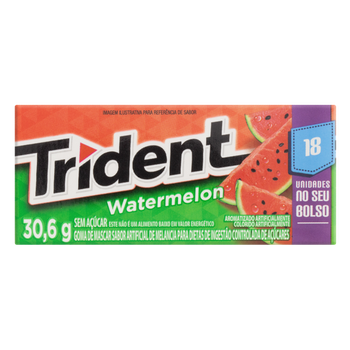 IMAGEM ILUSTRATIVA PARA REFERÊNCIA DE SABOR
Trident
Watermelon
18
UNIDADES
NO SEU
BOLSO
30,6 g
SEM AÇÚCAR ESTE NÃO É UM ALIMENTO BAIXO EM VALOR ENERGÉTICO
AROMATIZADO ARTIFICIALMENTE
COLORIDO ARTIFICIALMENTE
GOMA DE MASCAR SABOR ARTIFICIAL DE MELANCIA PARA DIETAS DE INGESTÃO CONTROLADA DE AÇÚCARES